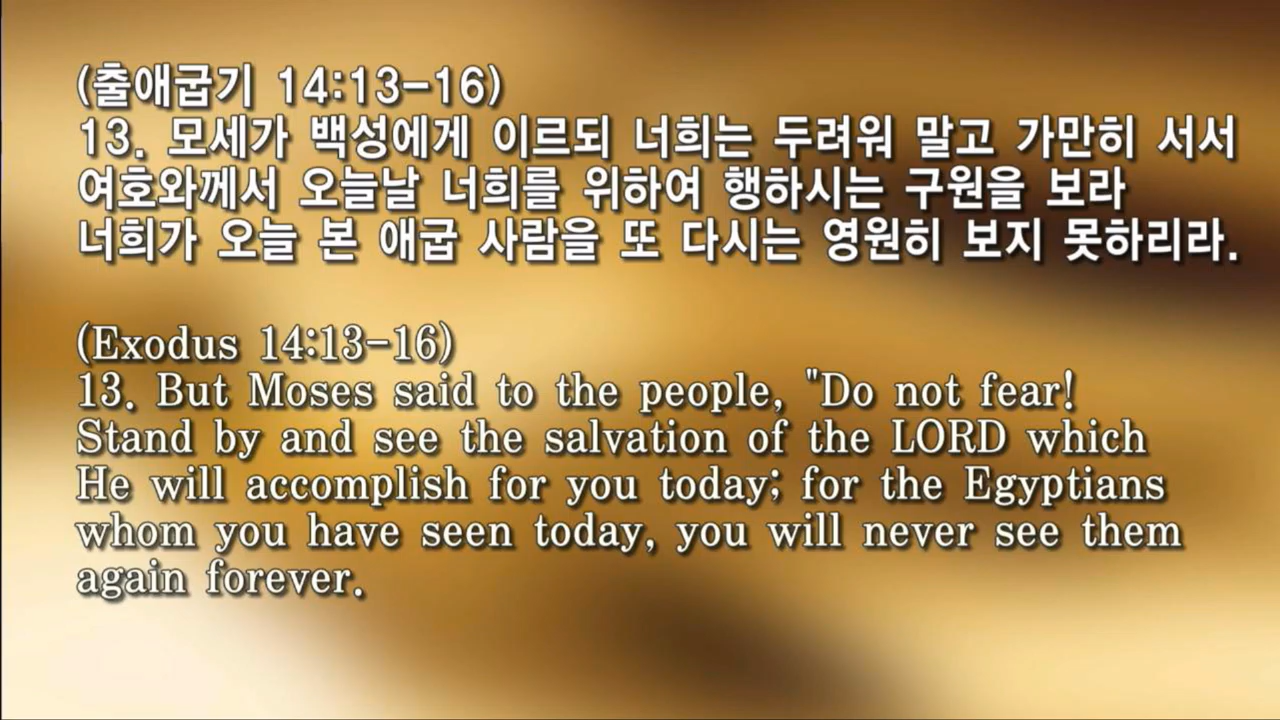 (출애굽기 14:13-16)
13. 모세가 백성에게 이르되 너희는 두려워 말고 가만히 서서
여호와께서 오늘날 너희를 위하여 행하시는 구원을 보라
너희가 오늘 본 애굽 사람을 또 다시는 영원히 보지 못하리라.
(Exodus 14:13-16)
13. But Moses said to the people, "Do not fear!
Stand by and see the salvation of the LORD which
He will accomplish for you today; for the Egyptians
whom you have seen today, you will never see them
again forever.